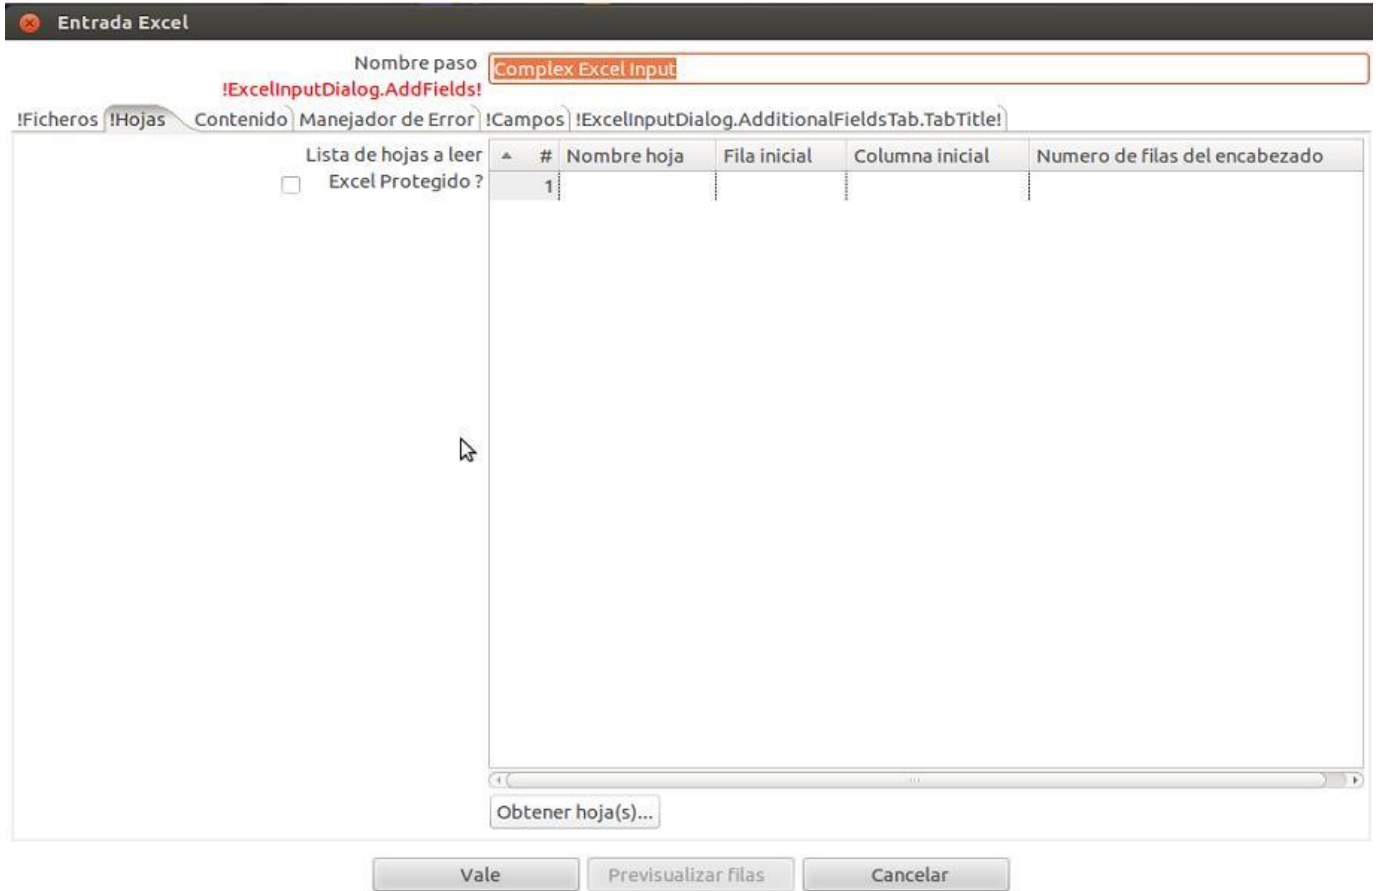 Entrada Excel
Nombre paso Complex Excel Input
!ExcelInputDialog.AddFields!
!Ficheros !Hojas Contenido Manejador de Error !Campos !ExcelInputDialog.AdditionalFieldsTab.TabTitle!
Lista de hojas a leer # Nombre hoja Fila inicial Columna inicial Numero de filas del encabezado
Excel Protegido ? 1
Obtener hoja(s)...
Vale Previsualizar filas Cancelar